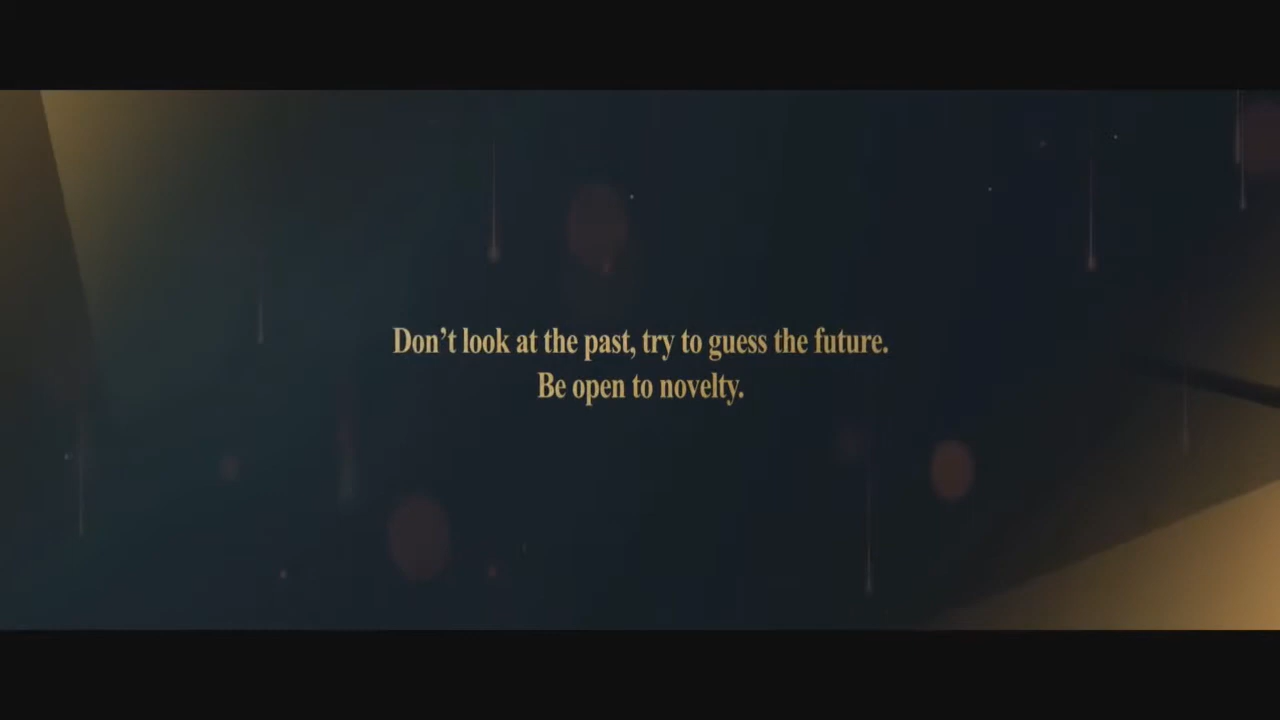 Don’t look at the past, try to guess the future.
Be open to novelty.